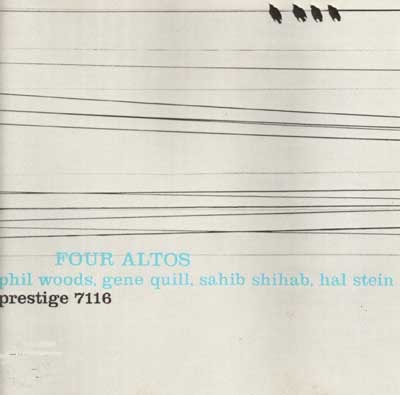 FOUR ALTOS
phil woods, gene quill, sahib shihab, hal stein
prestige 7116